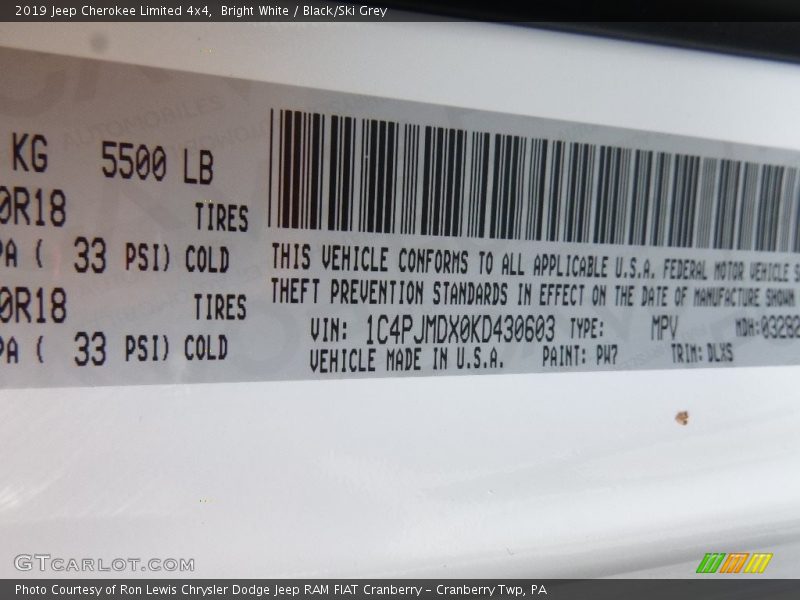 2019 Jeep Cherokee Limited 4x4,  Bright White / Black/Ski Grey
KG 5500 LB
0R18 TIRES
PA ( 33 PSI) COLD
0R18 TIRES
PA ( 33 PSI) COLD
THIS VEHICLE CONFORMS TO ALL APPLICABLE U.S.A. FEDERAL MOTOR VEHICLE S
THEFT PREVENTION STANDARDS IN EFFECT ON THE DATE OF MANUFACTURE SHOWN
VIN: 1C4PJMDX0KD430603 TYPE: MPV MDH:03282
VEHICLE MADE IN U.S.A. PAINT: PW7 TRIM: DLXS
GTCARLOT.COM
Photo Courtesy of Ron Lewis Chrysler Dodge Jeep RAM FIAT Cranberry – Cranberry Twp, PA